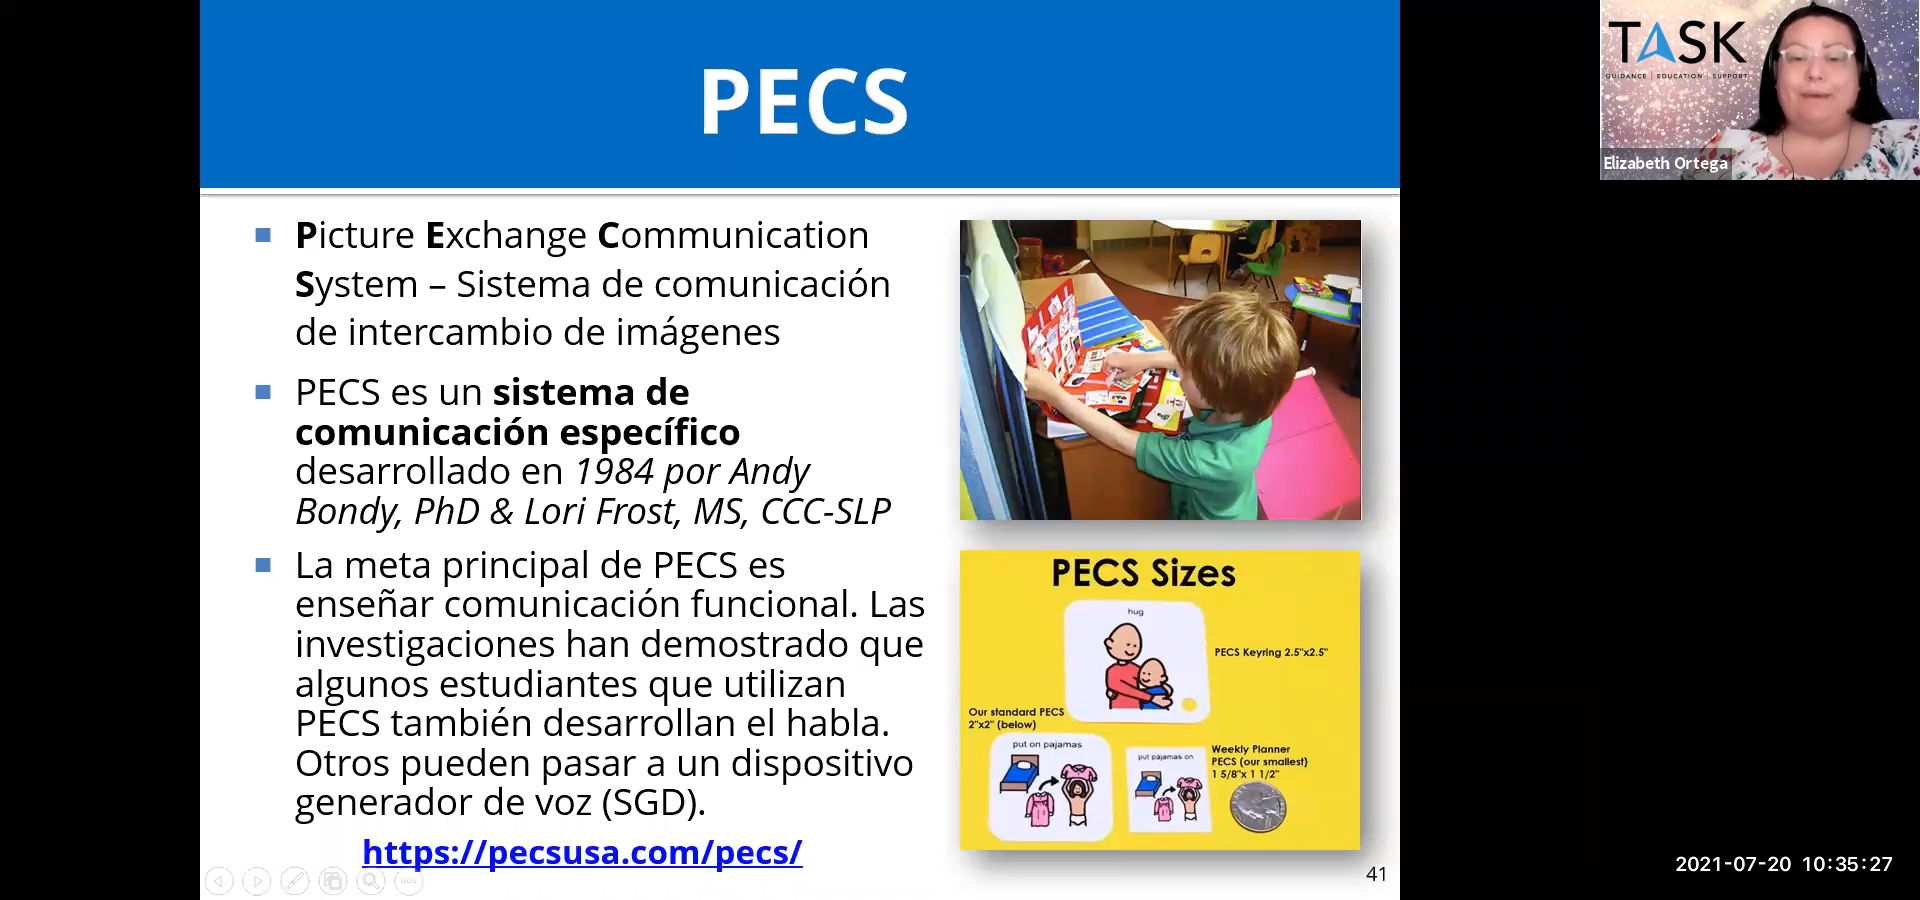 PECS
Picture Exchange Communication
System – Sistema de comunicación
de intercambio de imágenes
PECS es un sistema de
comunicación específico
desarrollado en 1984 por Andy
Bondy, PhD & Lori Frost, MS, CCC-SLP
La meta principal de PECS es
enseñar comunicación funcional. Las
investigaciones han demostrado que
algunos estudiantes que utilizan
PECS también desarrollan el habla.
Otros pueden pasar a un dispositivo
generador de voz (SGD).
https://pecsusa.com/pecs/
PECS Sizes
hug
PECS Keyring 2.5"x2.5"
Our standard PECS
2"x2" (below)
put on pajamas
put pajamas on
Weekly Planner
PECS (our smallest)
1 5/8"x 1 1/2"
41
TASK
GUIDANCE | EDUCATION | SUPPORT
Elizabeth Ortega
2021-07-20 10:35:27